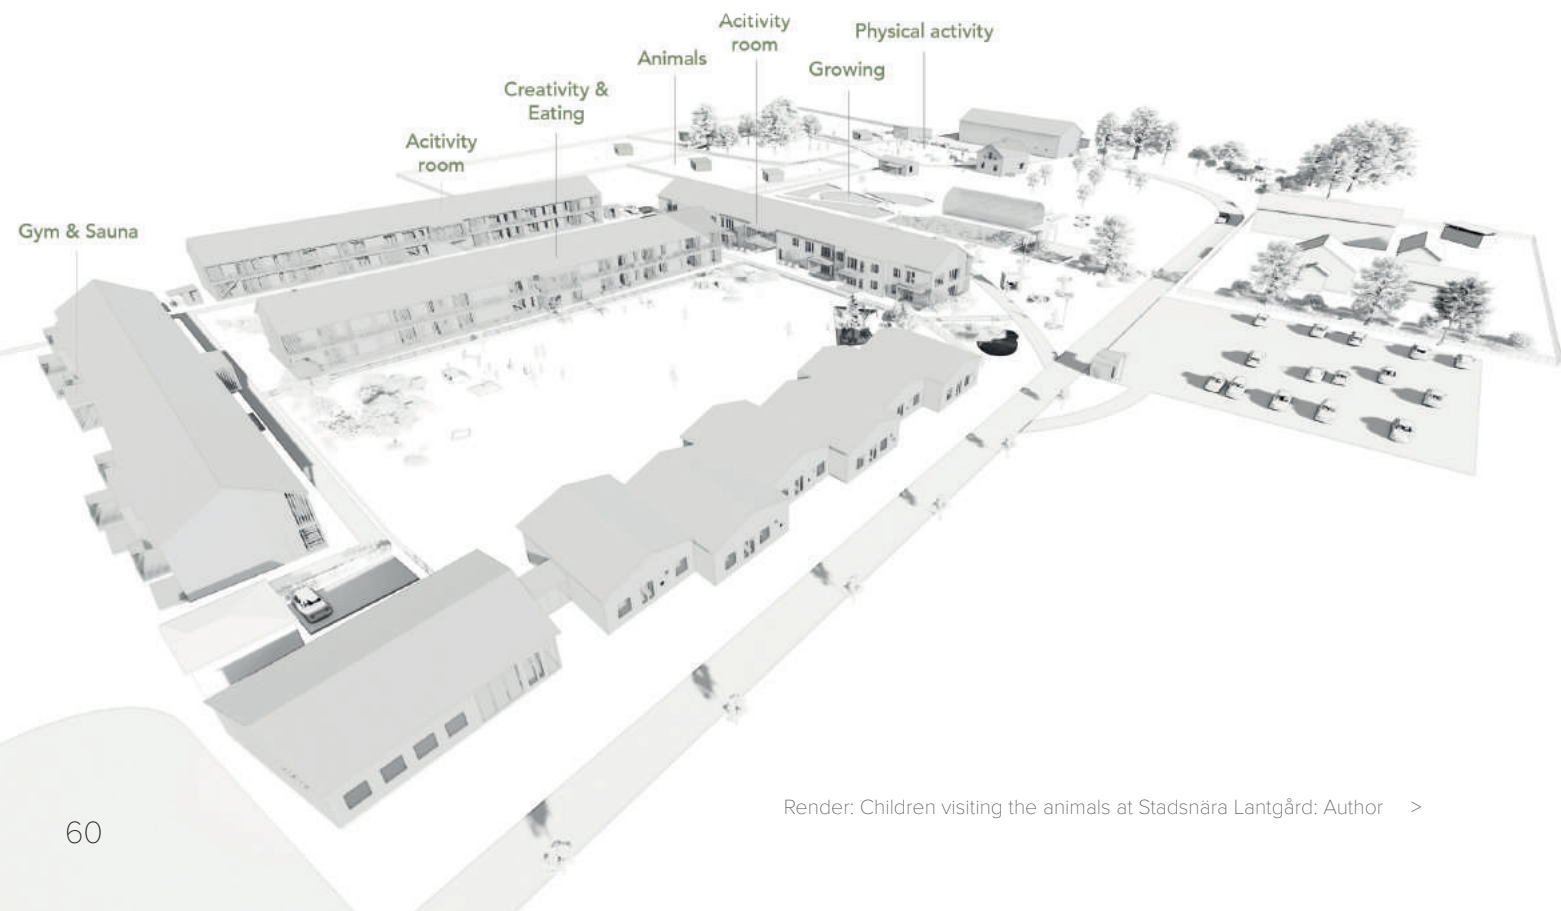 Acitivity
room
Physical activity
Animals
Growing
Creativity &
Eating
Acitivity
room
Gym & Sauna
Render: Children visiting the animals at Stadsnära Lantgård: Author >
60